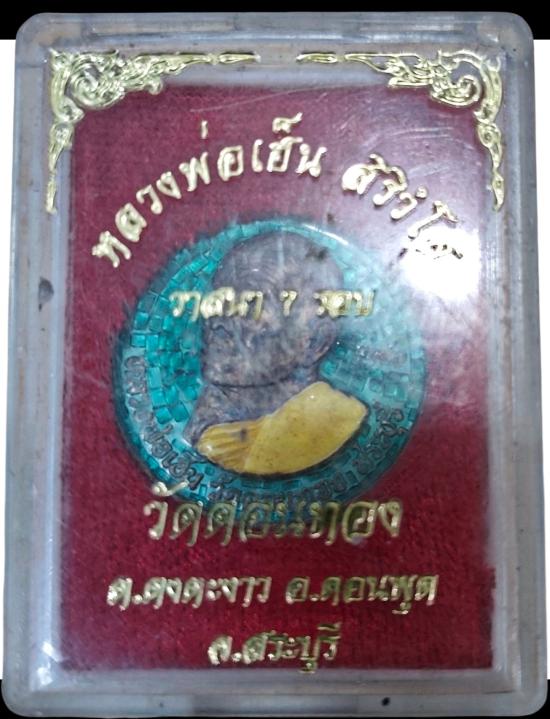 หลวงพ่อเฮ็น สิริวํโส
วาสนา ๗ รอบ
วัดดอนทอง
ต.ดงตะงาว อ.ดอนพุด
จ.สระบุรี